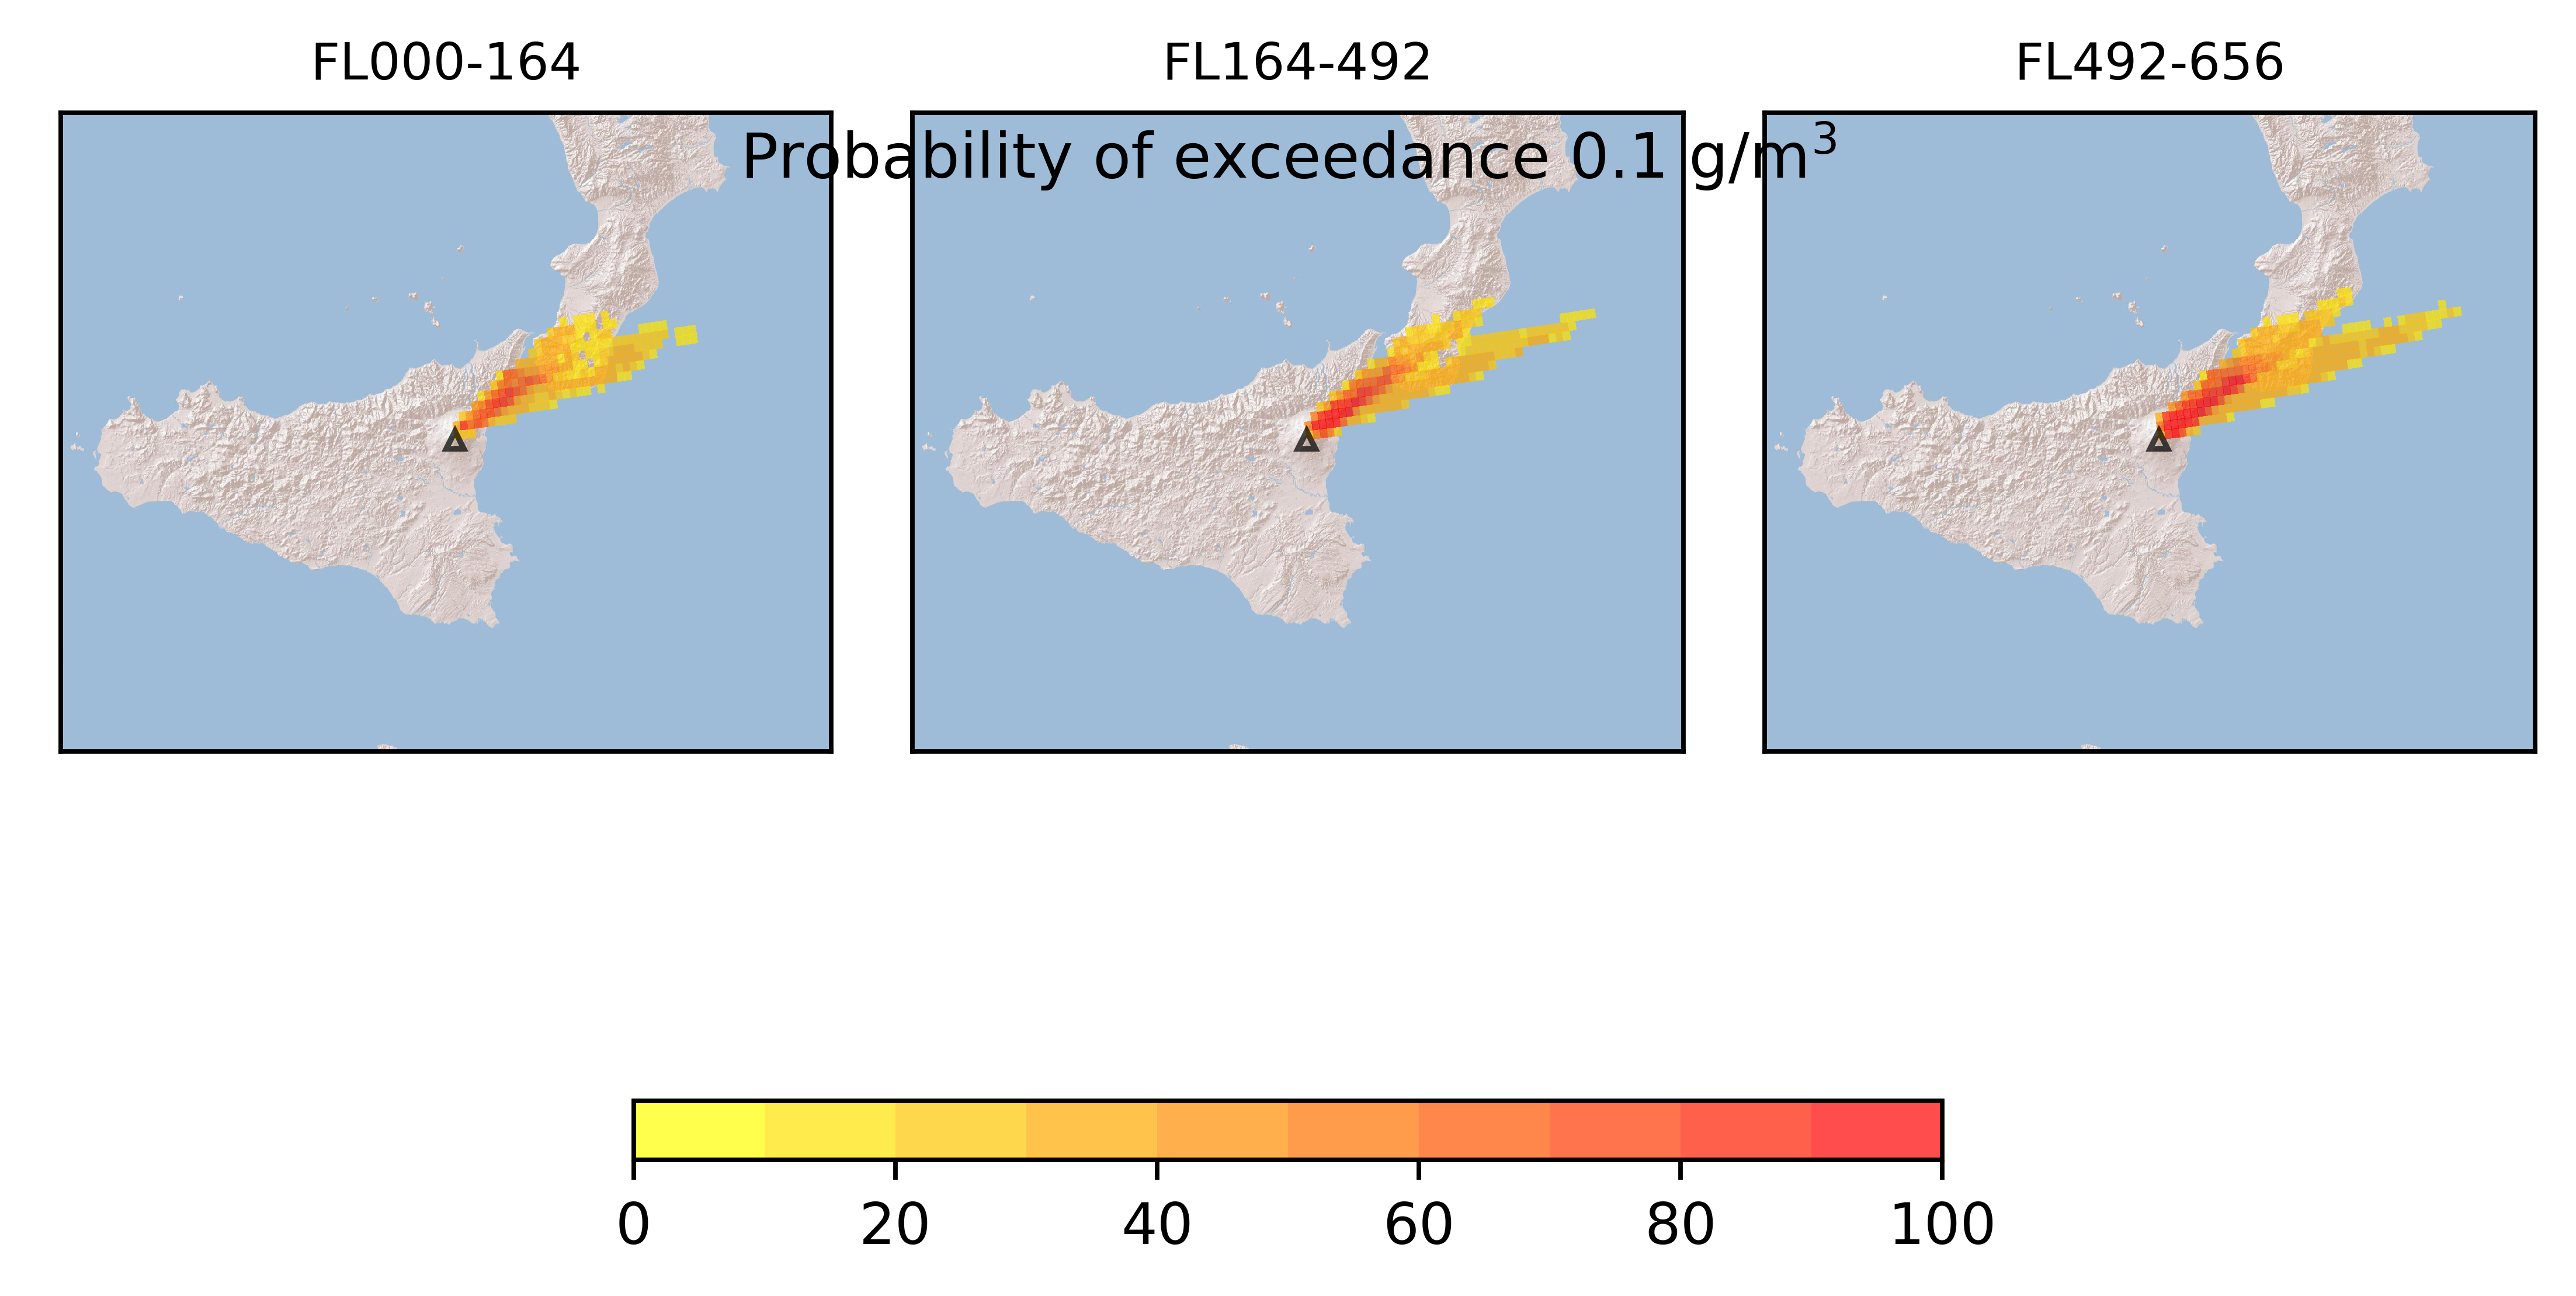 FL000-164
FL164-492
FL492-656
Probability of exceedance 0.1 g/m³
0 20 40 60 80 100